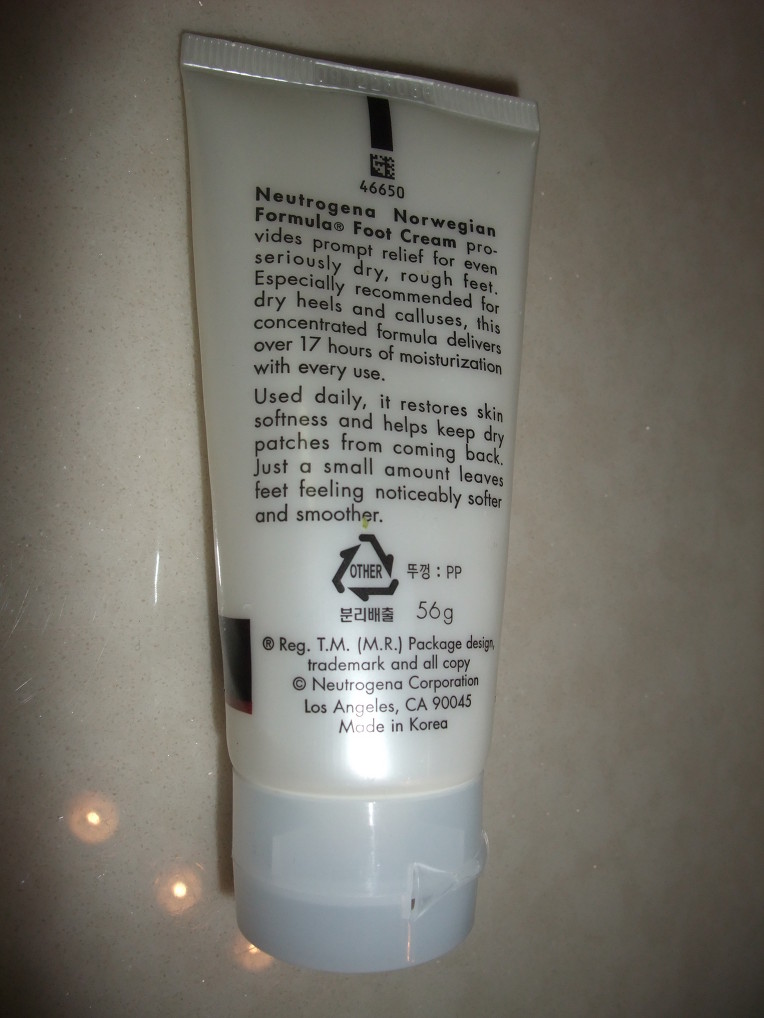 46650
Neutrogena Norwegian
Formula® Foot Cream pro-
vides prompt relief for even
seriously dry, rough feet.
Especially recommended for
dry heels and calluses, this
concentrated formula delivers
over 17 hours of moisturization
with every use.
Used daily, it restores skin
softness and helps keep dry
patches from coming back.
Just a small amount leaves
feet feeling noticeably softer
and smoother.
OTHER 뚜껑 : PP
분리배출 56g
® Reg. T.M. (M.R.) Package design,
trademark and all copy
© Neutrogena Corporation
Los Angeles, CA 90045
Made in Korea